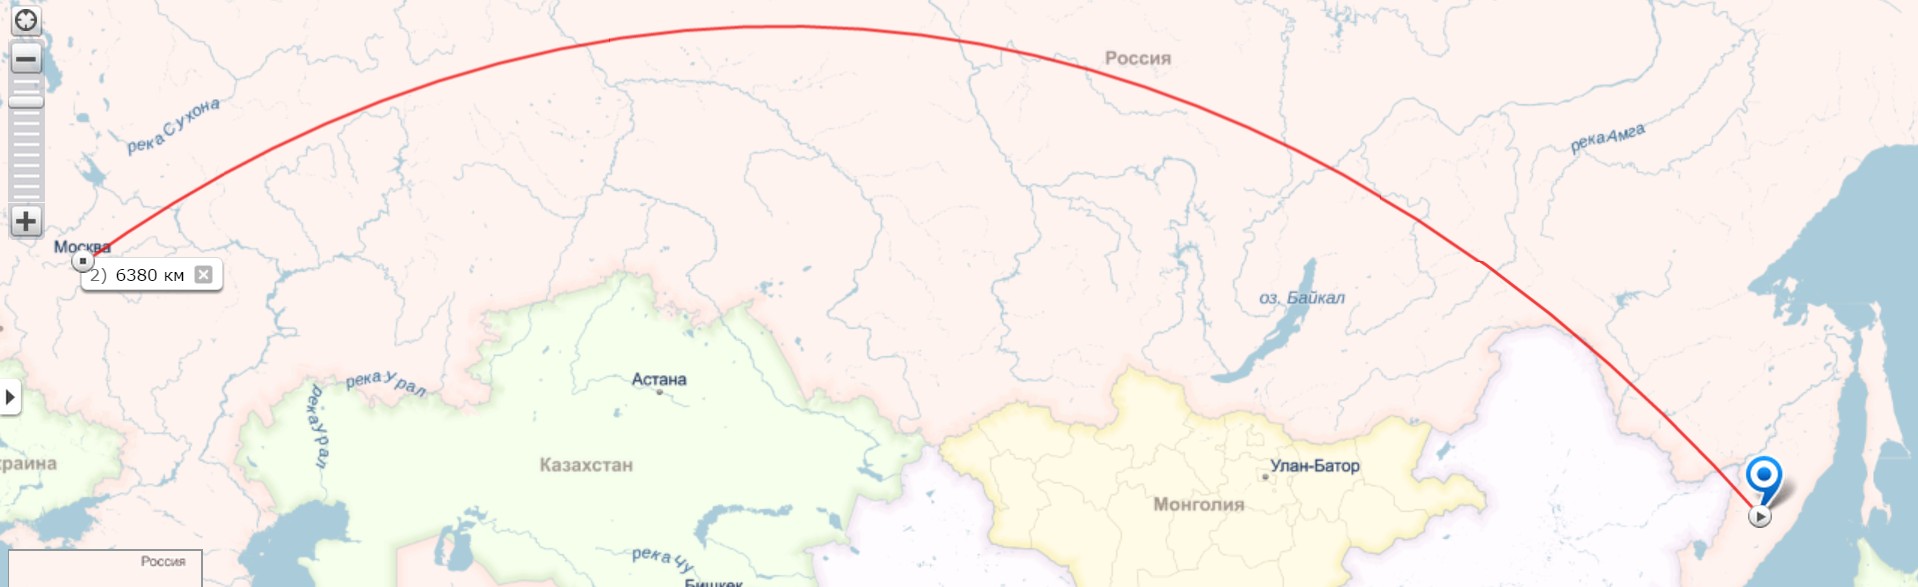 Россия
река Сухона
река Амга
Москва
2) 6380 км
оз. Байкал
Астана
река Урал
река Урал
краина
Казахстан
Улан-Батор
Монголия
река Чу
Россия
Бишкек